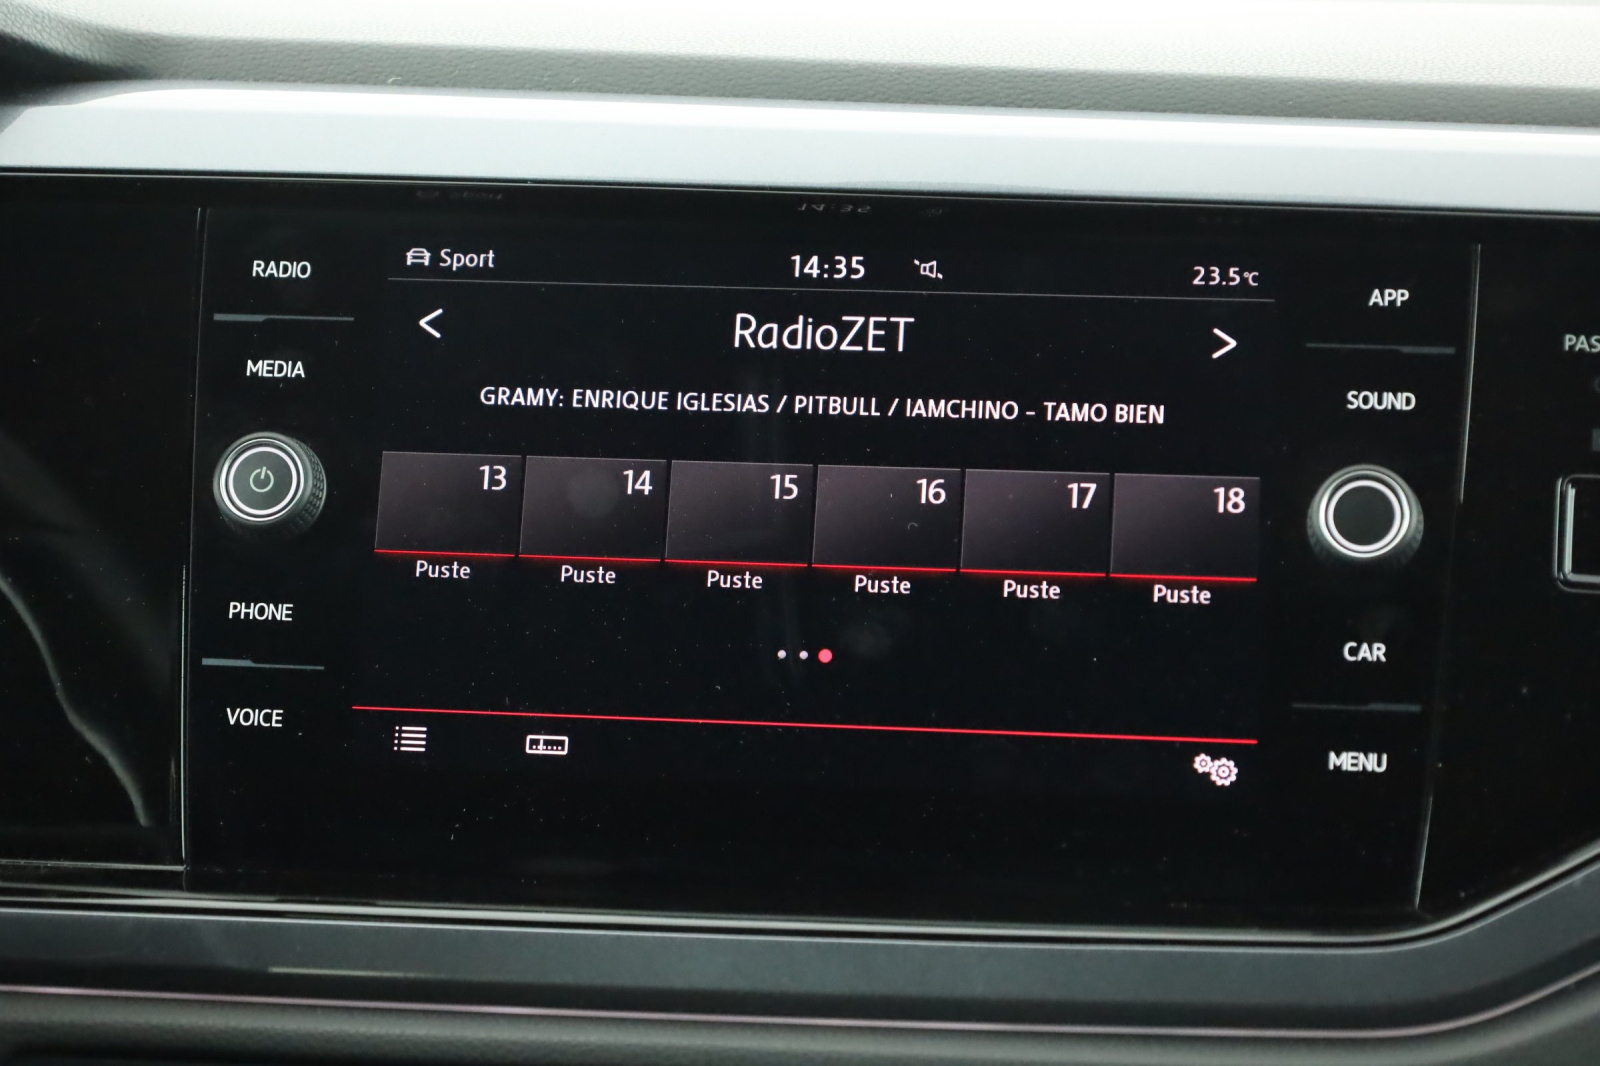 RADIO
MEDIA
PHONE
VOICE
Sport
14:35
23.5°C
RadioZET
GRAMY: ENRIQUE IGLESIAS / PITBULL / IAMCHINO - TAMO BIEN
13 14 15 16 17 18
Puste Puste Puste Puste Puste Puste
APP
SOUND
CAR
MENU
PAS